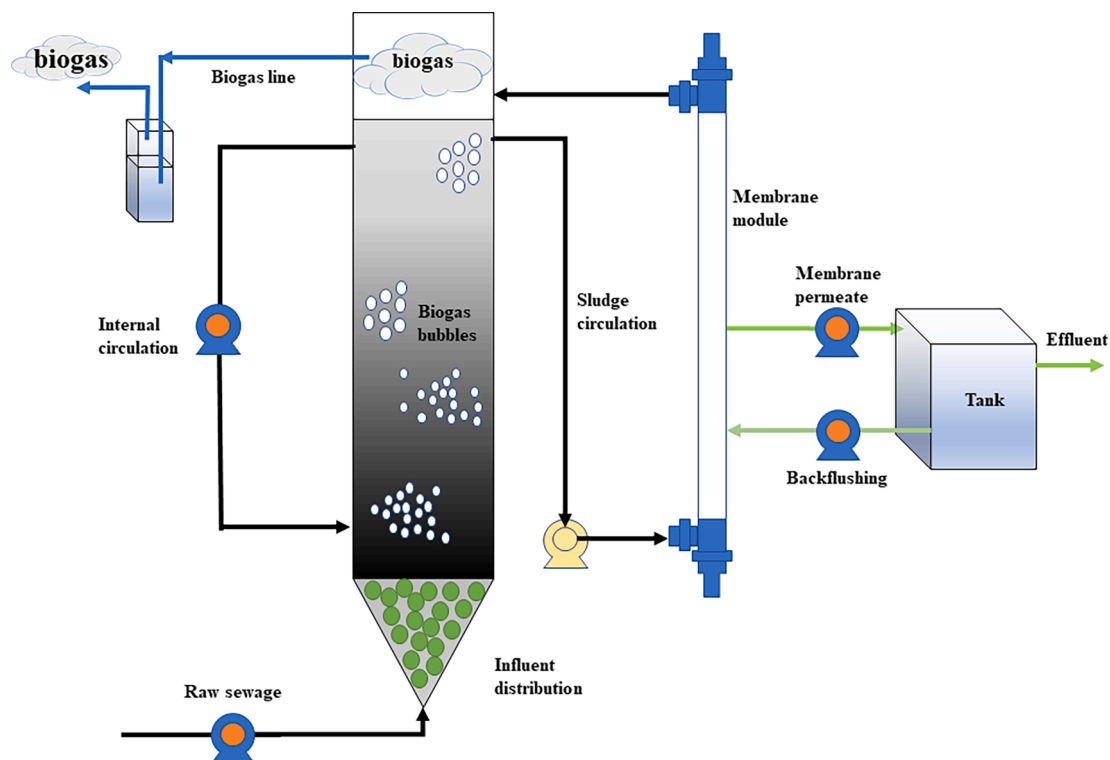 biogas
Biogas line
biogas
Membrane
module
Membrane
permeate
Internal
circulation
Biogas
bubbles
Sludge
circulation
Effluent
Tank
Backflushing
Influent
distribution
Raw sewage